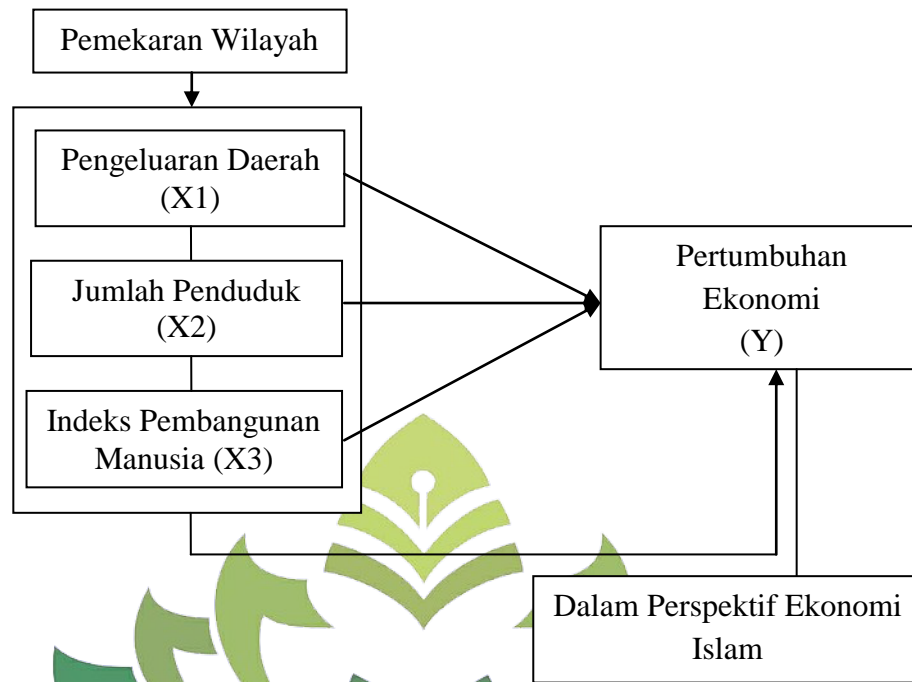 Pemekaran Wilayah
Pengeluaran Daerah
(X1)
Jumlah Penduduk
(X2)
Indeks Pembangunan
Manusia (X3)
Pertumbuhan
Ekonomi
(Y)
Dalam Perspektif Ekonomi
Islam